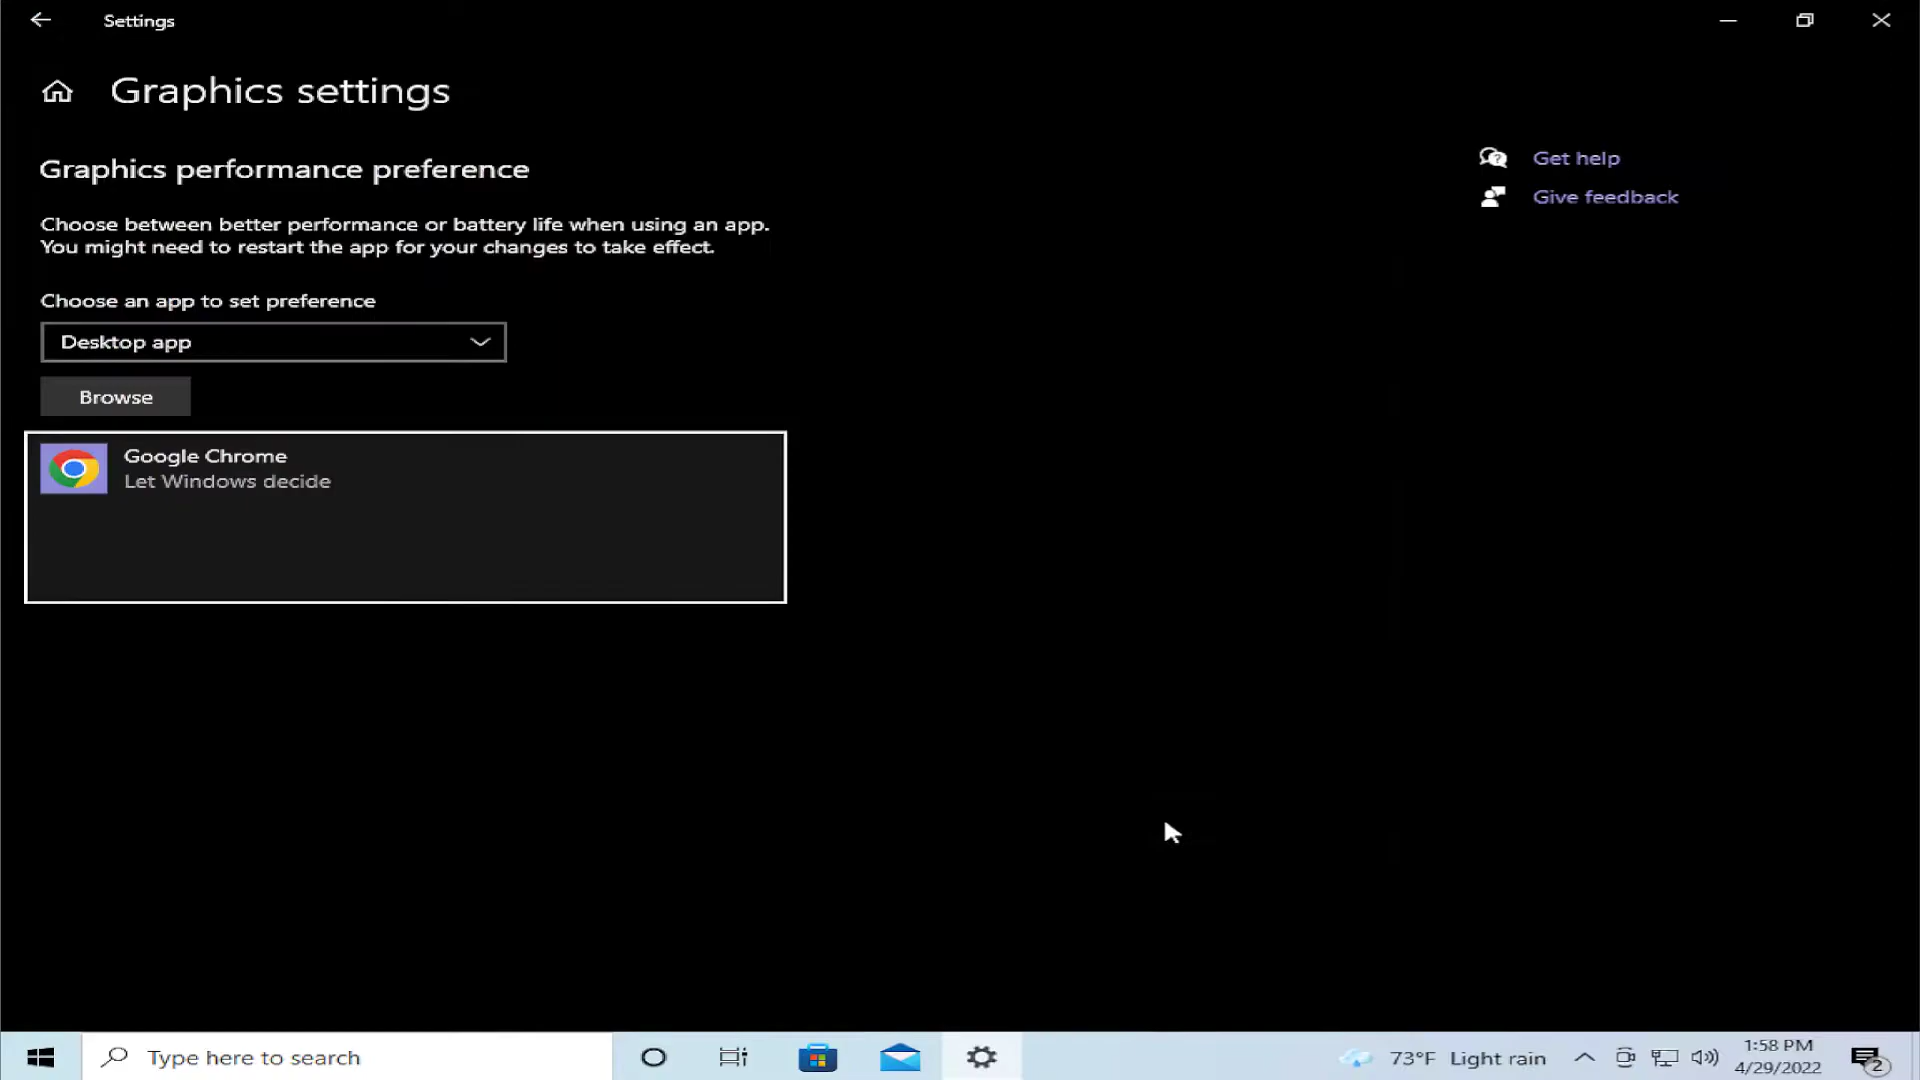 Settings
Graphics settings
Graphics performance preference
Choose between better performance or battery life when using an app.
You might need to restart the app for your changes to take effect.
Choose an app to set preference
Desktop app
Browse
Google Chrome
Let Windows decide
Get help
Give feedback
Type here to search
73°F Light rain
1:58 PM
4/29/2022
2